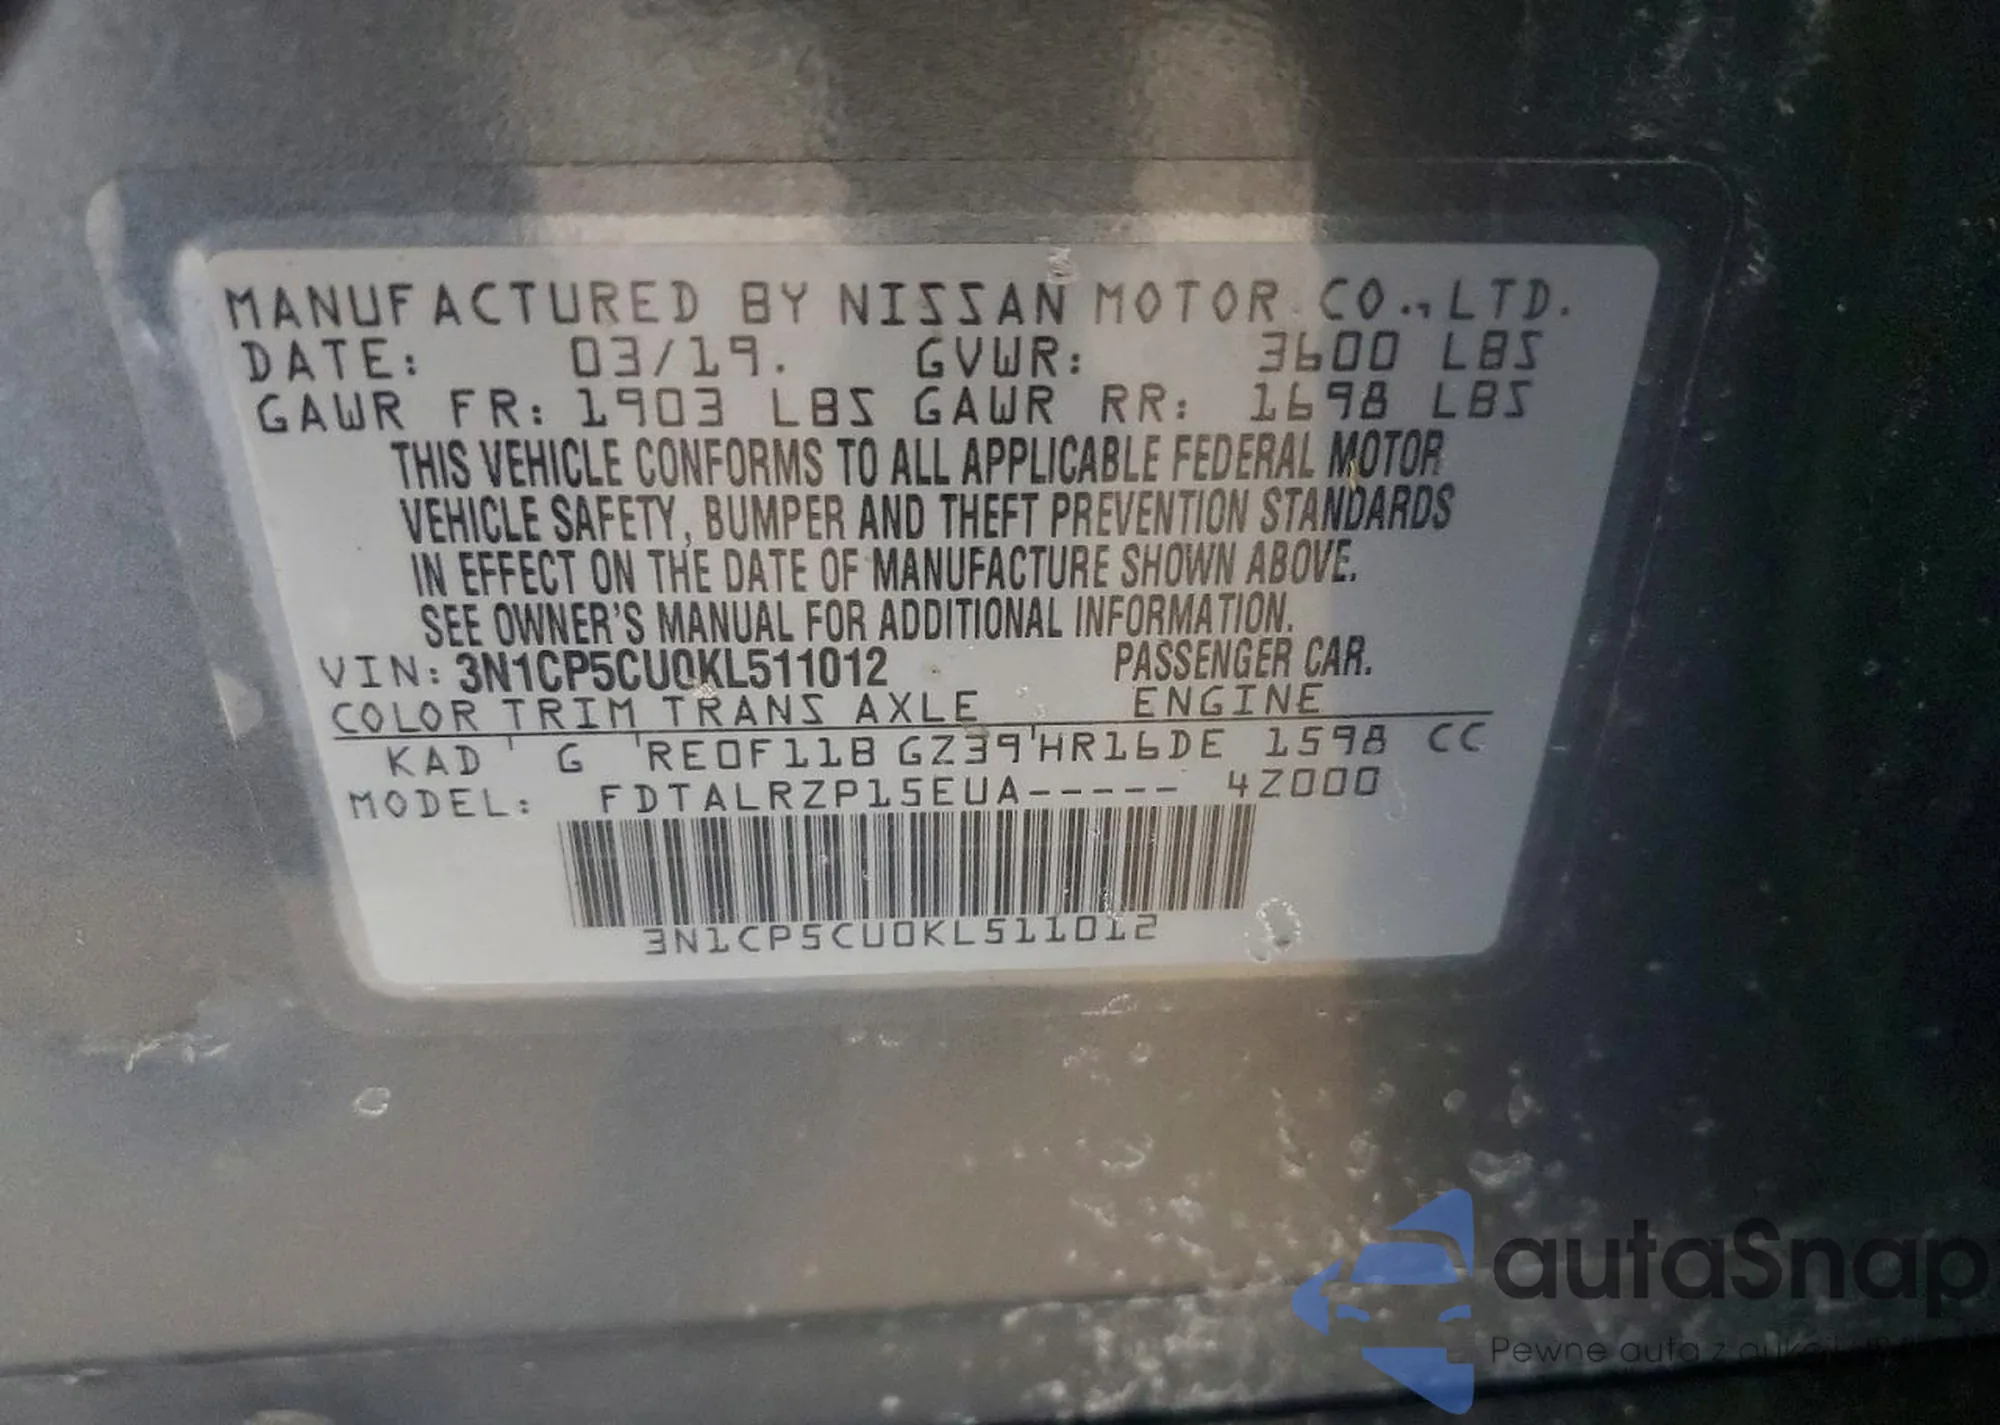 MANUFACTURED BY NISSAN MOTOR CO., LTD.
DATE: 03/19. GVWR: 3600 LBS
GAWR FR: 1903 LBS GAWR RR: 1698 LBS
THIS VEHICLE CONFORMS TO ALL APPLICABLE FEDERAL MOTOR
VEHICLE SAFETY, BUMPER AND THEFT PREVENTION STANDARDS
IN EFFECT ON THE DATE OF MANUFACTURE SHOWN ABOVE.
SEE OWNER'S MANUAL FOR ADDITIONAL INFORMATION.
VIN: 3N1CP5CU0KL511012 PASSENGER CAR.
COLOR TRIM TRANS AXLE ENGINE
KAD ' G 'RE0F11B GZ39'HR16DE 1598 CC
MODEL: FDTALRZP15EUA----- 4Z000
3N1CP5CU0KL511012
autaSnap
Pewne auta z